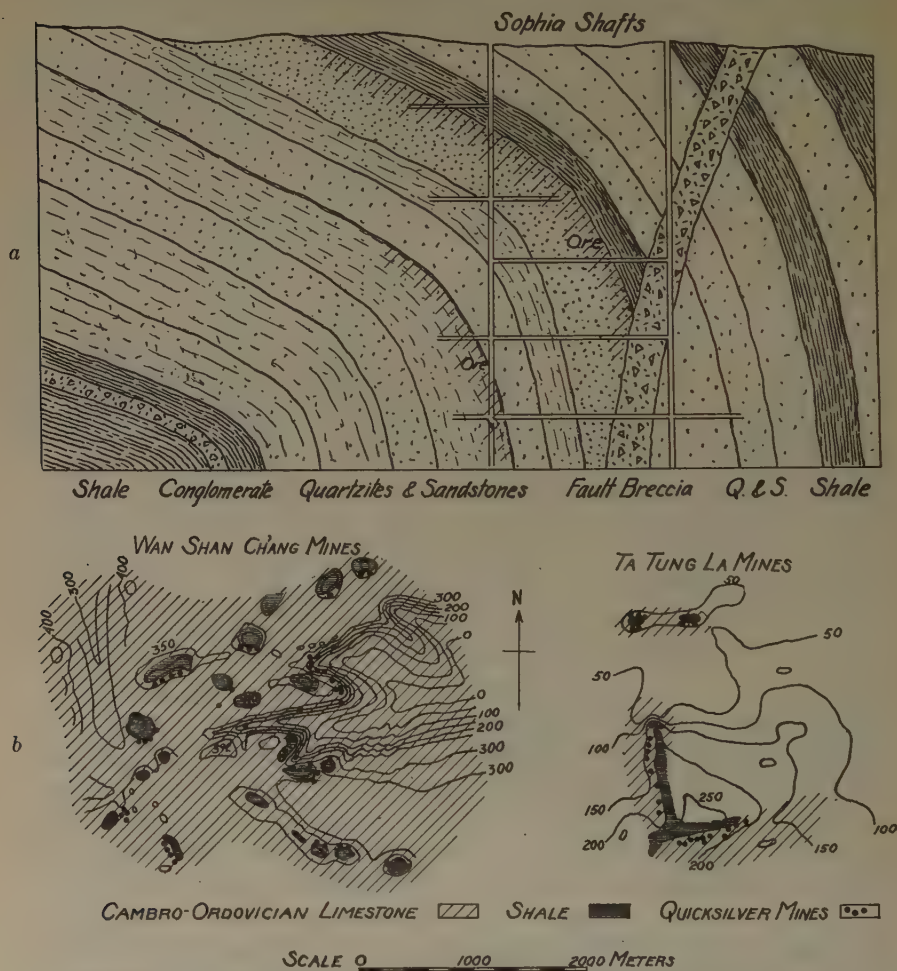 Sophia Shafts
a
Ore
Ore
Shale Conglomerate Quartzites & Sandstones Fault Breccia Q. & S. Shale
WAN SHAN CH'ANG MINES
TA TUNG LA MINES
N
b
100
300
100
350
300
200
100
0
0
100
200
300
300
50
50
50
100
150
200
0
250
200
150
100
CAMBRO-ORDOVICIAN LIMESTONE SHALE QUICKSILVER MINES
SCALE 0 1000 2000 METERS